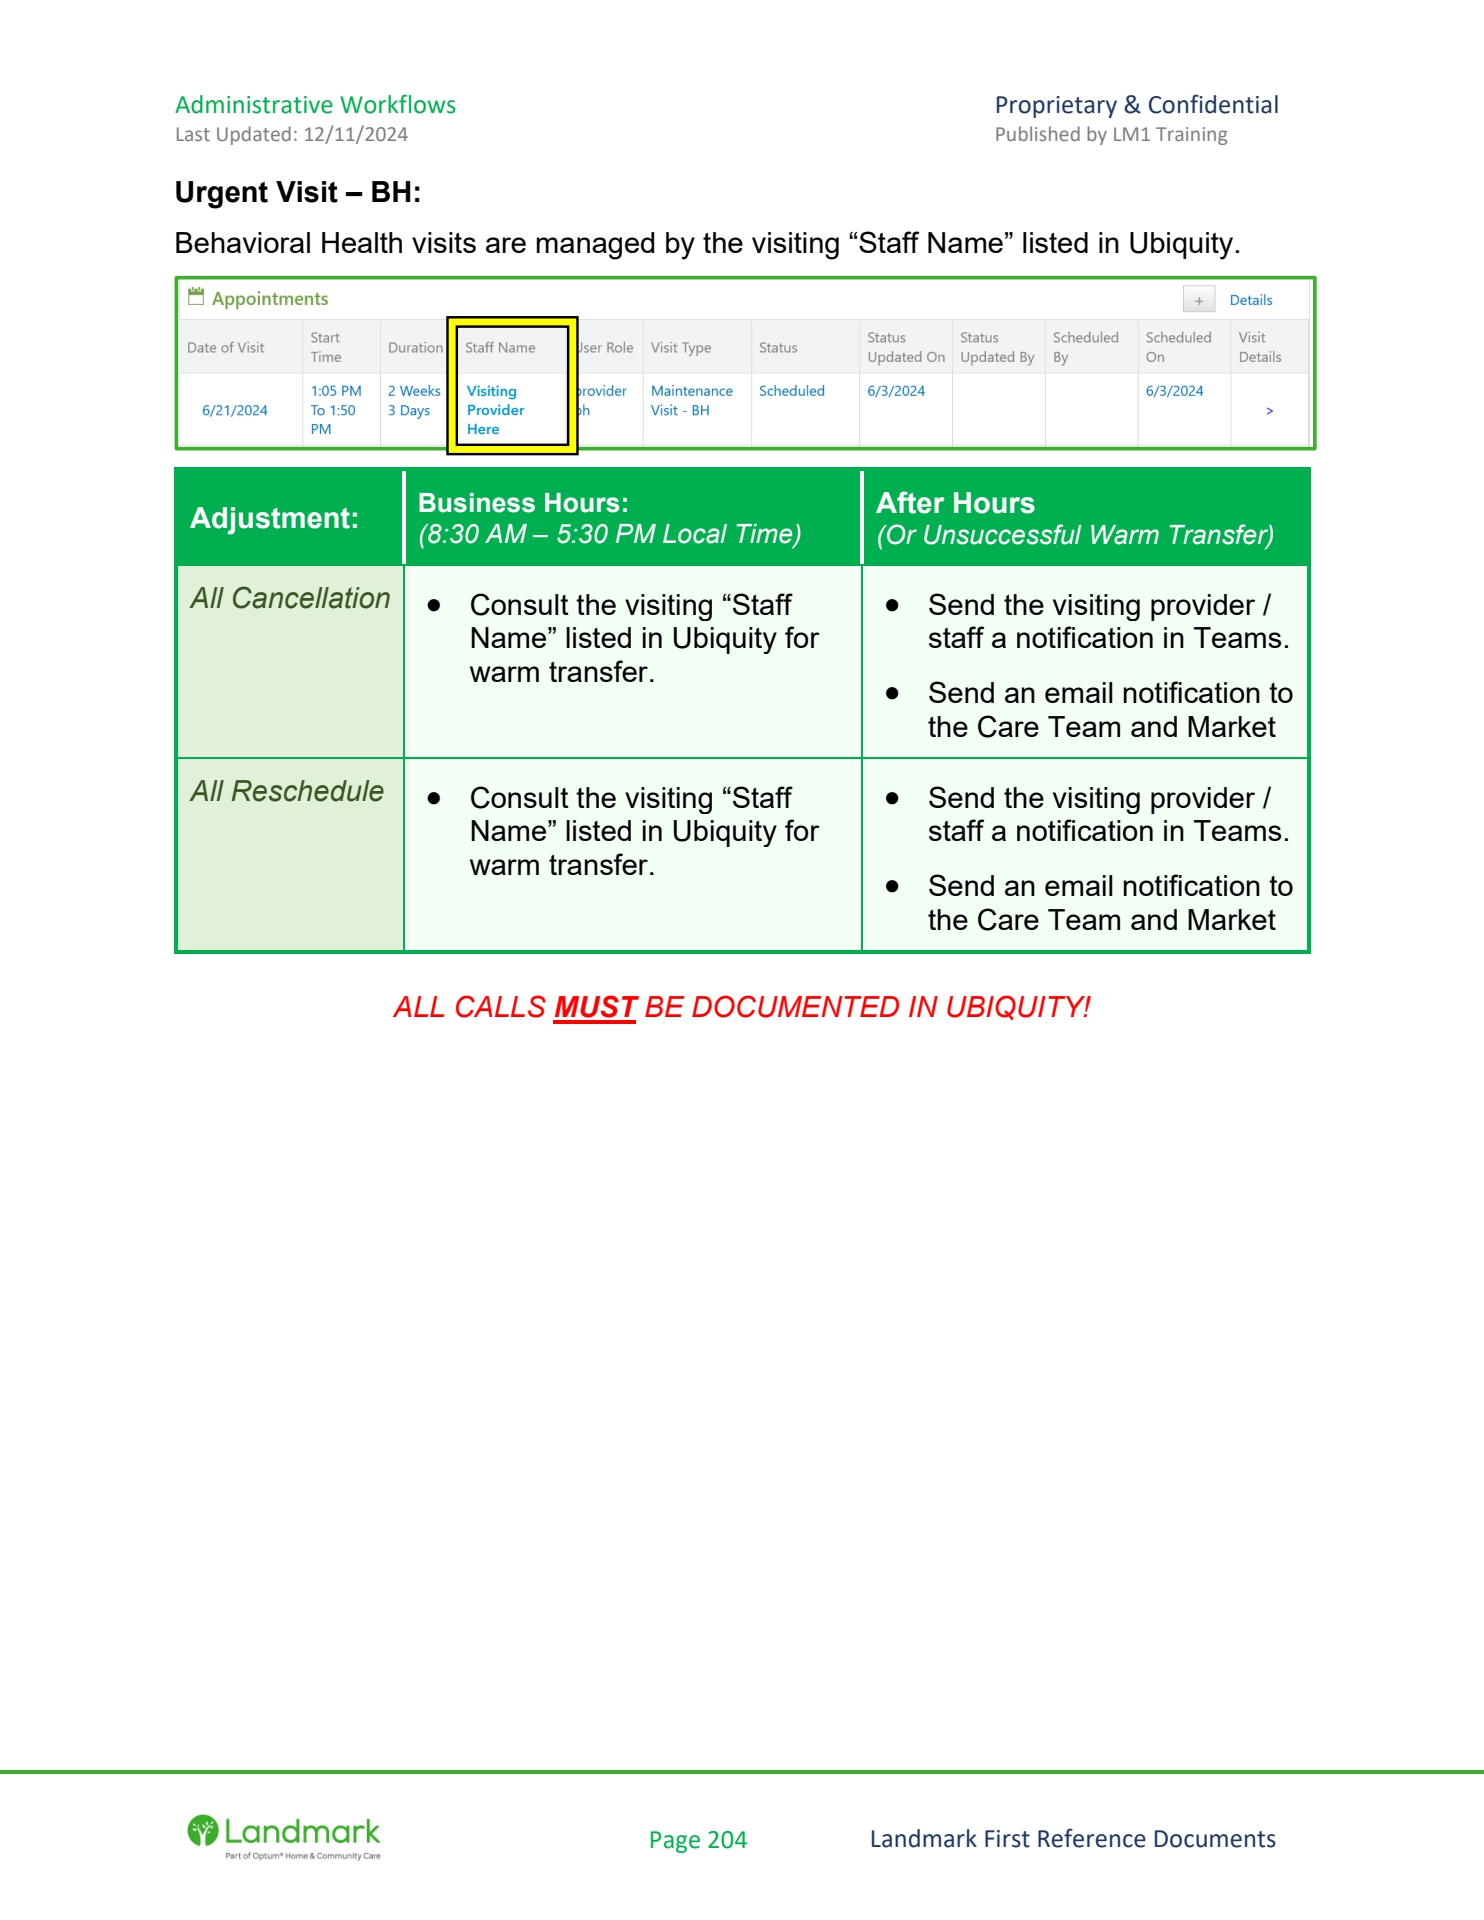 Administrative Workflows
Proprietary & Confidential
Last Updated: 12/11/2024
Published by LM1 Training
Urgent Visit – BH:
Behavioral Health visits are managed by the visiting “Staff Name” listed in Ubiquity.
Appointments
+ Details
Date of Visit
Start
Time
Duration
Staff Name
User Role
Visit Type
Status
Status
Updated On
Status
Updated By
Scheduled
By
Scheduled
On
Visit
Details
6/21/2024
1:05 PM
To 1:50
PM
2 Weeks
3 Days
Visiting
Provider
Here
provider
bh
Maintenance
Visit - BH
Scheduled
6/3/2024
6/3/2024
>
Adjustment:
Business Hours:
(8:30 AM – 5:30 PM Local Time)
After Hours
(Or Unsuccessful Warm Transfer)
All Cancellation
● Consult the visiting “Staff
Name” listed in Ubiquity for
warm transfer.
● Send the visiting provider /
staff a notification in Teams.
● Send an email notification to
the Care Team and Market
All Reschedule
● Consult the visiting “Staff
Name” listed in Ubiquity for
warm transfer.
● Send the visiting provider /
staff a notification in Teams.
● Send an email notification to
the Care Team and Market
ALL CALLS MUST BE DOCUMENTED IN UBIQUITY!
Landmark
Part of Optum® Home & Community Care
Page 204
Landmark First Reference Documents